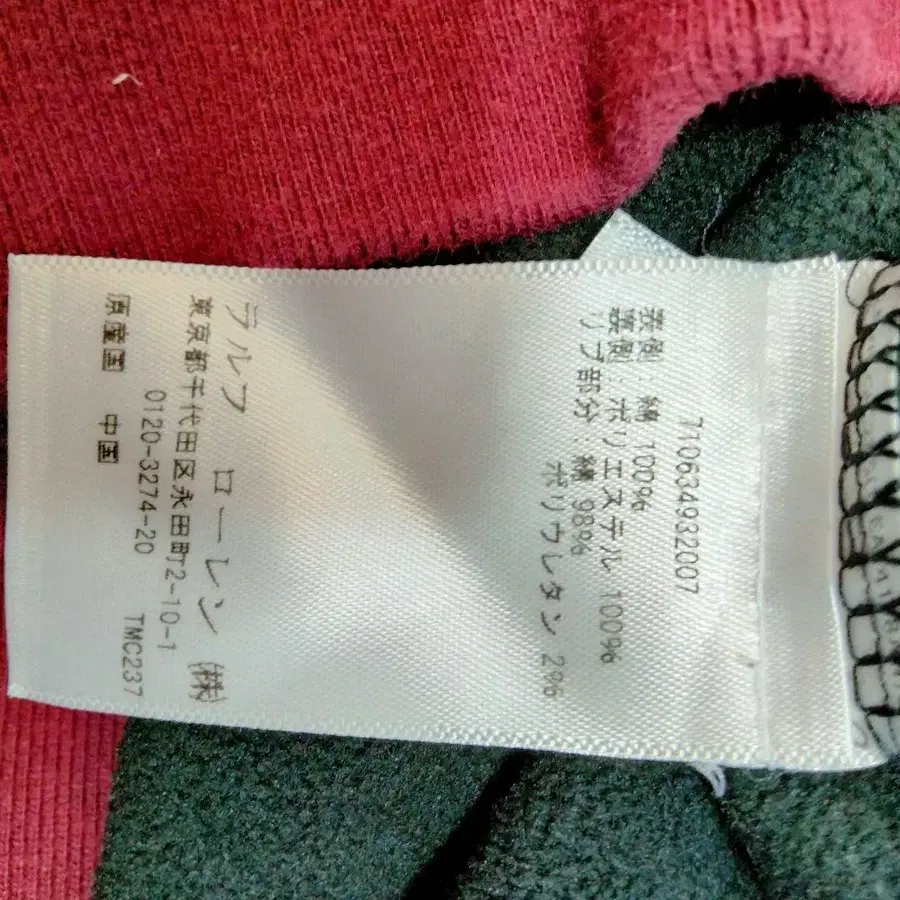 710634932007
表側：綿 100%
裏側：ポリエステル 100%
リブ部分 綿 98%
ポリウレタン 2%
ラルフ ローレン ㈱
東京都千代田区永田町2-10-1
0120-3274-20 TMC237
原産国 中国